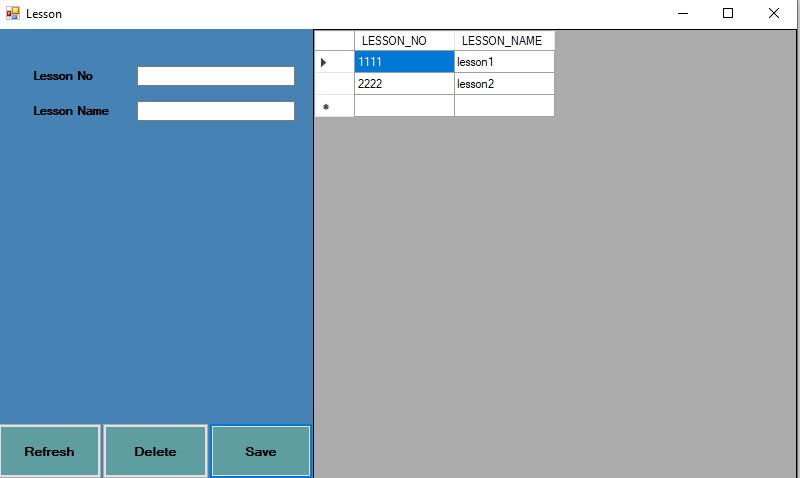 Lesson
Lesson No
Lesson Name
LESSON_NO LESSON_NAME
1111 lesson1
2222 lesson2
Refresh Delete Save